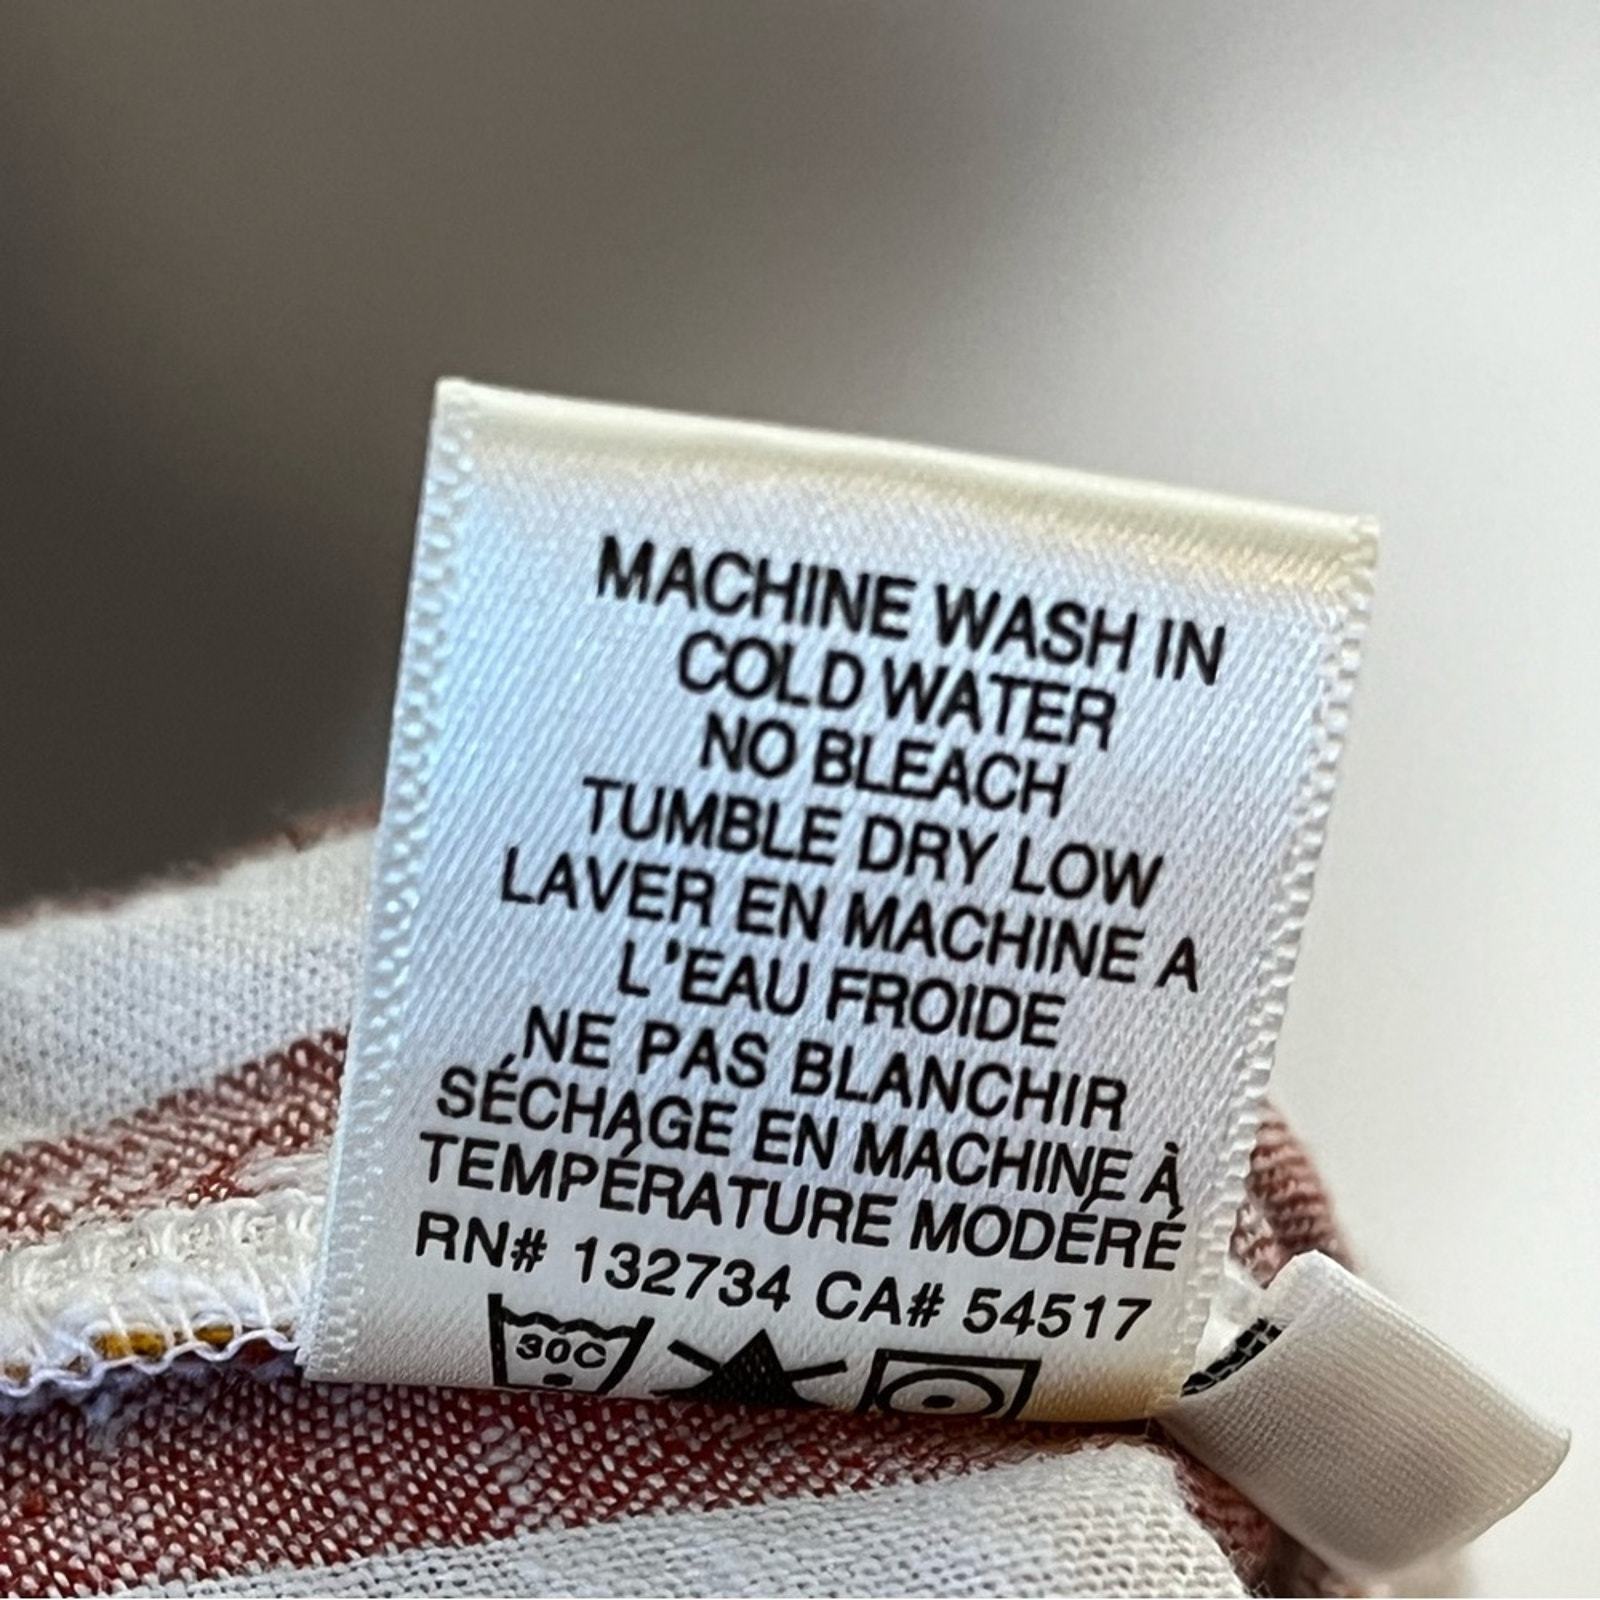 MACHINE WASH IN
COLD WATER
NO BLEACH
TUMBLE DRY LOW
LAVER EN MACHINE A
L'EAU FROIDE
NE PAS BLANCHIR
SÉCHAGE EN MACHINE À
TEMPÉRATURE MODÉRÉ
RN# 132734 CA# 54517
30C